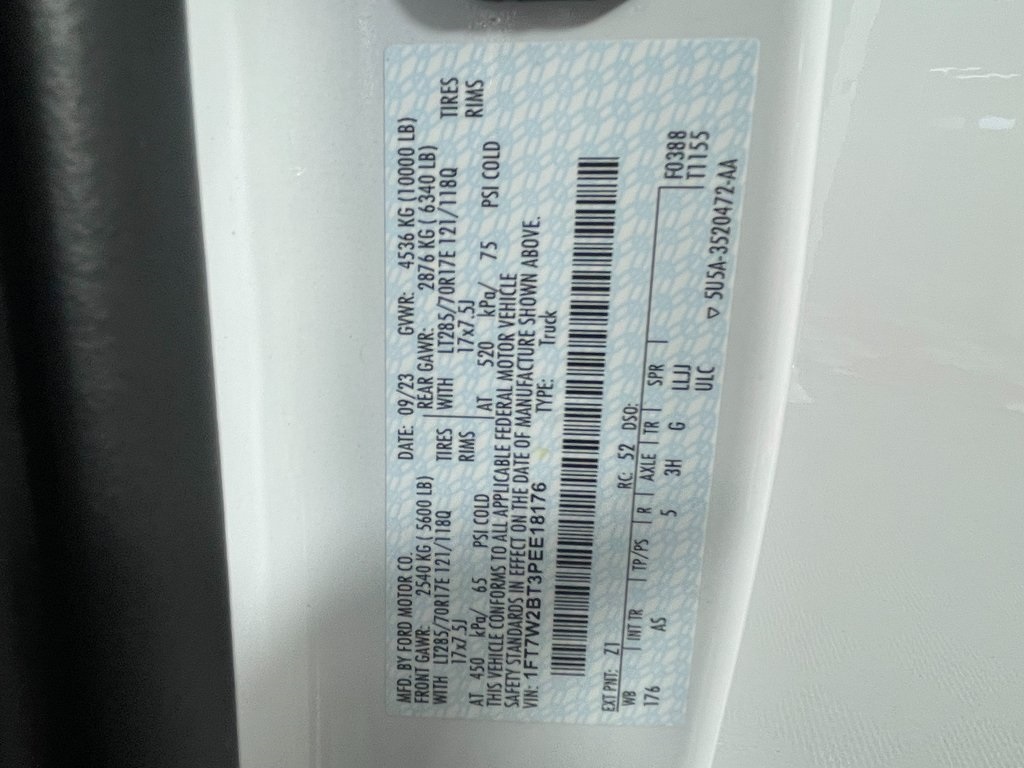 MFD. BY FORD MOTOR CO.
DATE: 09/23 GVWR: 4536 KG (10000 LB)
FRONT GAWR: 2540 KG ( 5600 LB)
REAR GAWR: 2876 KG ( 6340 LB)
WITH LT285/70R17E 121/118Q TIRES
WITH LT285/70R17E 121/118Q TIRES
17x7.5J RIMS
17x7.5J RIMS
AT 450 kPa/ 65 PSI COLD
AT 520 kPa/ 75 PSI COLD
THIS VEHICLE CONFORMS TO ALL APPLICABLE FEDERAL MOTOR VEHICLE
SAFETY STANDARDS IN EFFECT ON THE DATE OF MANUFACTURE SHOWN ABOVE.
VIN: 1FT7W2BT3PEE18176 TYPE: Truck
EXT PNT: Z1 RC: 52 DSO:
WB INT TR TP/PS R AXLE TR SPR F0388
176 AS 5 3H G LLJJ T1155
ULC 5U5A-3520472-AA